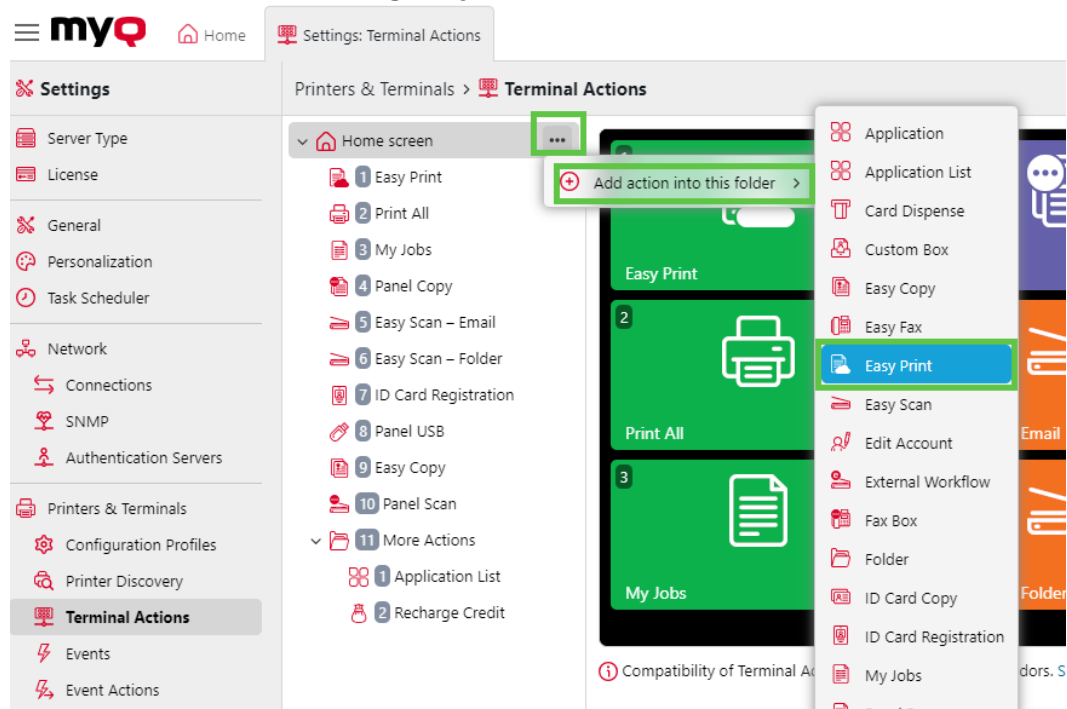 myQ
Home
Settings: Terminal Actions
Settings
Printers & Terminals > Terminal Actions
Server Type
License
General
Personalization
Task Scheduler
Network
Connections
SNMP
Authentication Servers
Printers & Terminals
Configuration Profiles
Printer Discovery
Terminal Actions
Events
Event Actions
Home screen
1 Easy Print
2 Print All
3 My Jobs
4 Panel Copy
5 Easy Scan – Email
6 Easy Scan – Folder
7 ID Card Registration
8 Panel USB
9 Easy Copy
10 Panel Scan
11 More Actions
1 Application List
2 Recharge Credit
Add action into this folder >
Easy Print
2
Print All
3
My Jobs
Application
Application List
Card Dispense
Custom Box
Easy Copy
Easy Fax
Easy Print
Easy Scan
Edit Account
External Workflow
Fax Box
Folder
ID Card Copy
ID Card Registration
My Jobs
Email
Folder
Compatibility of Terminal
dors.